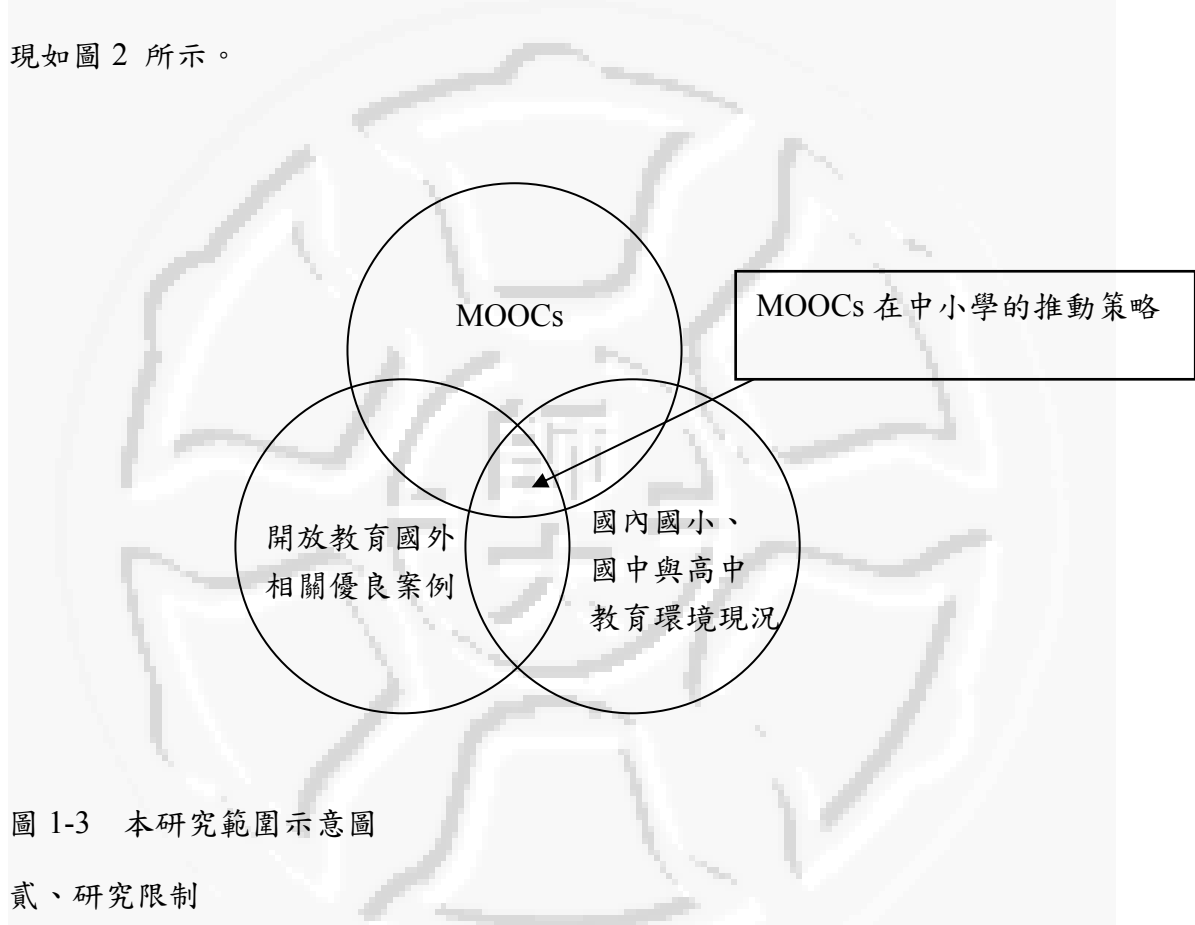 現如圖 2 所示。
MOOCs
MOOCs 在中小學的推動策略
開放教育國外
相關優良案例
國內國小、
國中與高中
教育環境現況
圖 1-3 本研究範圍示意圖
貳、研究限制